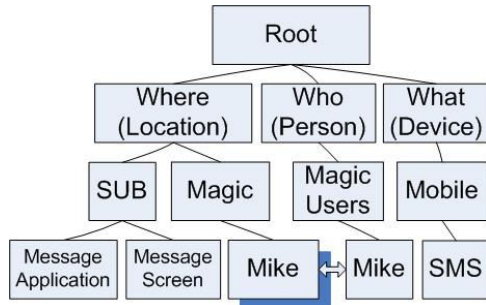 Root
Where
(Location)
Who
(Person)
What
(Device)
SUB
Magic
Magic
Users
Mobile
Message
Application
Message
Screen
Mike
Mike
SMS